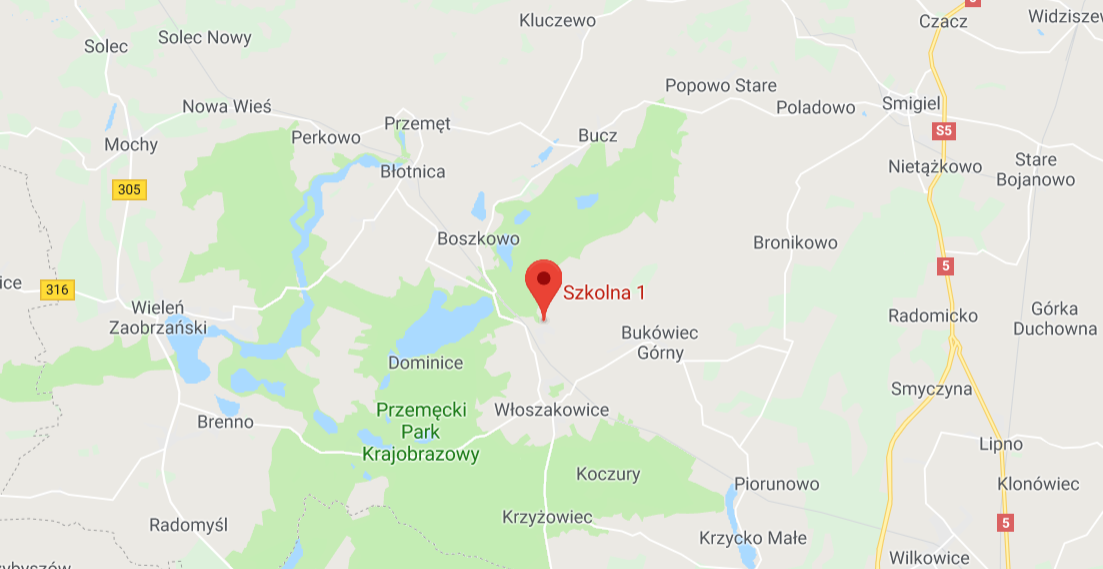 Kluczewo
Czacz
Widziszew
Solec
Solec Nowy
Popowo Stare
Nowa Wieś
Poladowo
Smigiel
Przemęt
S5
Perkowo
Bucz
Mochy
Błotnica
Nietążkowo
Stare
Bojanowo
305
Boszkowo
Bronikowo
5
316
Szkolna 1
Wieleń
Zaobrzański
Radomicko
Górka
Duchowna
Bukówiec
Górny
Dominice
Smyczyna
Przemęcki
Park
Krajobrazowy
Włoszakowice
Brenno
Lipno
Koczury
Piorunowo
Klonówiec
Radomyśl
Krzyżowiec
5
Krzycko Małe
Wilkowice